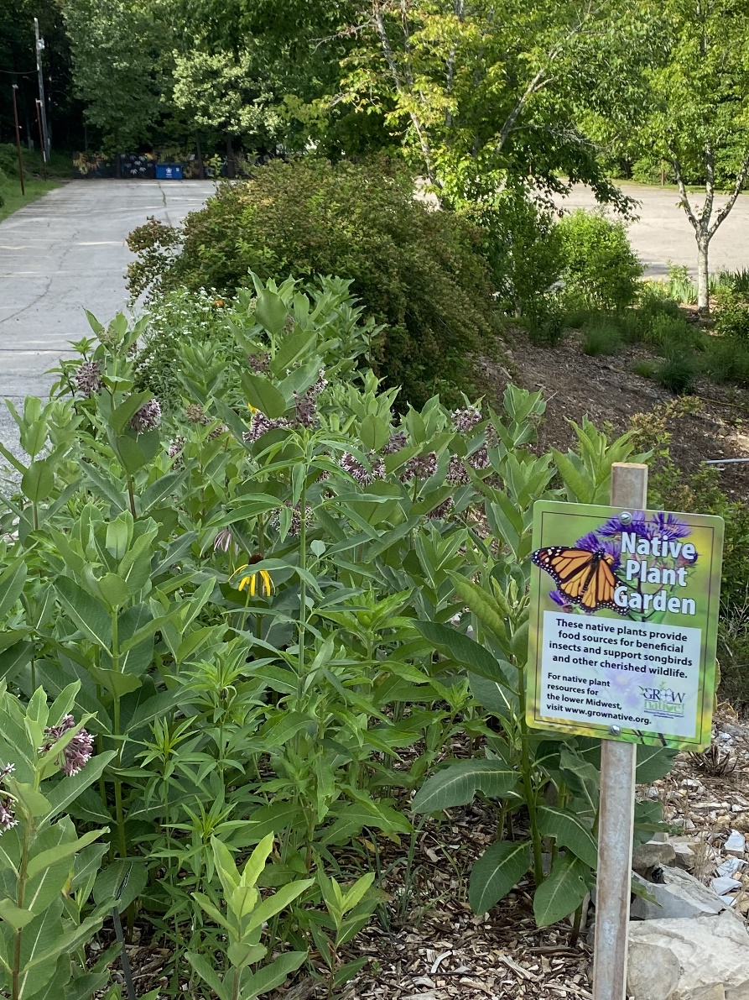 Native
Plant
Garden
These native plants provide
food sources for beneficial
insects and support songbirds
and other cherished wildlife.
For native plant
resources for
the lower Midwest,
visit www.grownative.org.
GROW
native!